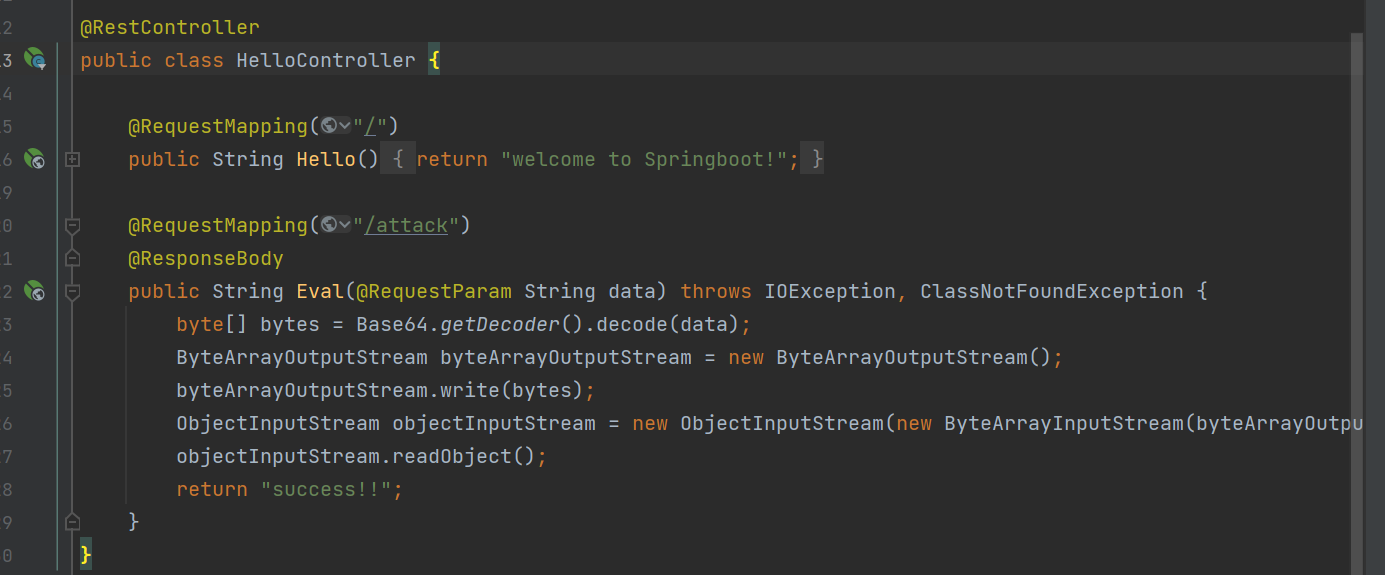 2 @RestController
3 public class HelloController {
4
5 @RequestMapping("/")
6 public String Hello() { return "welcome to Springboot!"; }
9
0 @RequestMapping("/attack")
1 @ResponseBody
2 public String Eval(@RequestParam String data) throws IOException, ClassNotFoundException {
3 byte[] bytes = Base64.getDecoder().decode(data);
4 ByteArrayOutputStream byteArrayOutputStream = new ByteArrayOutputStream();
5 byteArrayOutputStream.write(bytes);
6 ObjectInputStream objectInputStream = new ObjectInputStream(new ByteArrayInputStream(byteArrayOutpu
7 objectInputStream.readObject();
8 return "success!!";
9 }
0 }